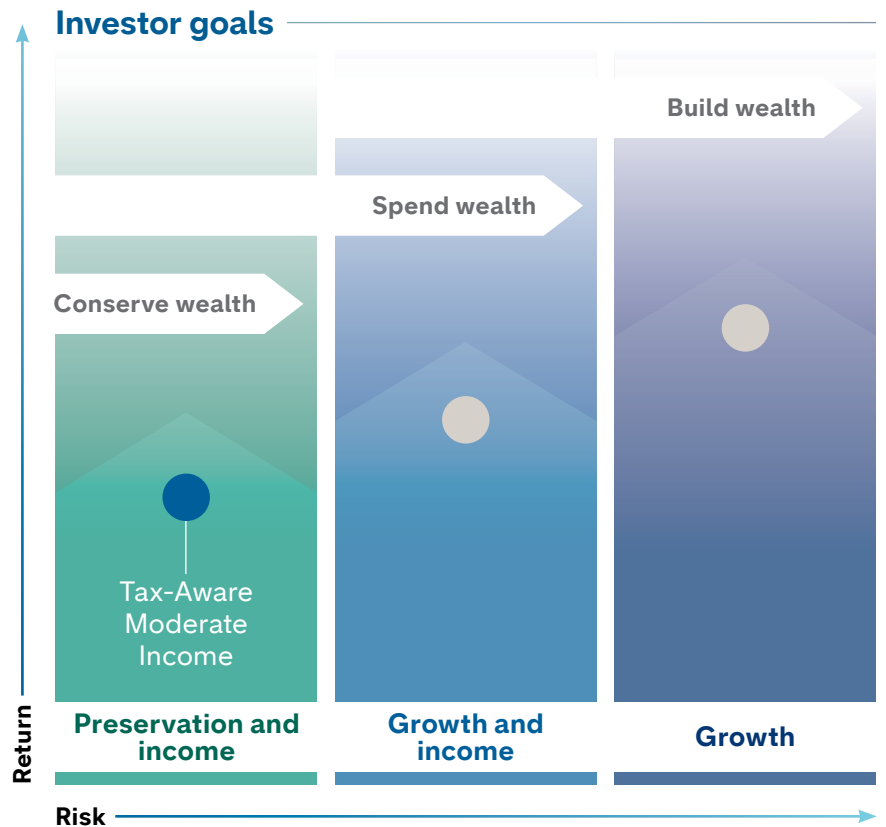 Investor goals
Build wealth
Spend wealth
Conserve wealth
Tax-Aware
Moderate
Income
Preservation and
income
Growth and
income
Growth
Return
Risk